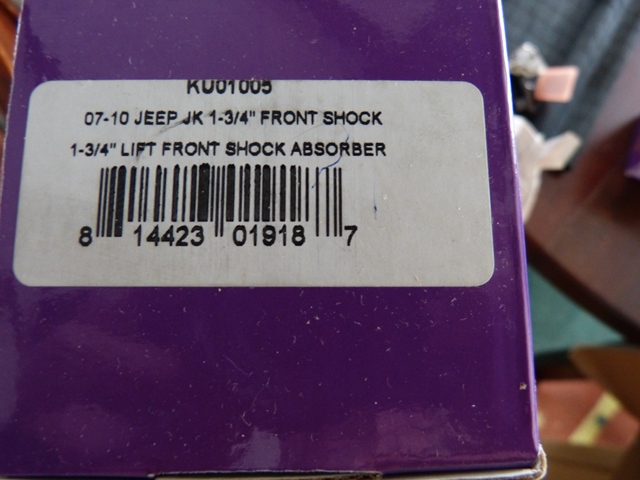 KU01005
07-10 JEEP JK 1-3/4" FRONT SHOCK
1-3/4" LIFT FRONT SHOCK ABSORBER
8 14423 01918 7